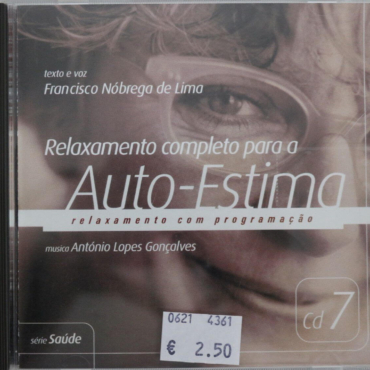 texto e voz
Francisco Nóbrega de Lima
Relaxamento completo para a
Auto-Estima
relaxamento com programação
musica António Lopes Gonçalves
cd 7
0621 4361
€ 2.50
série Saúde